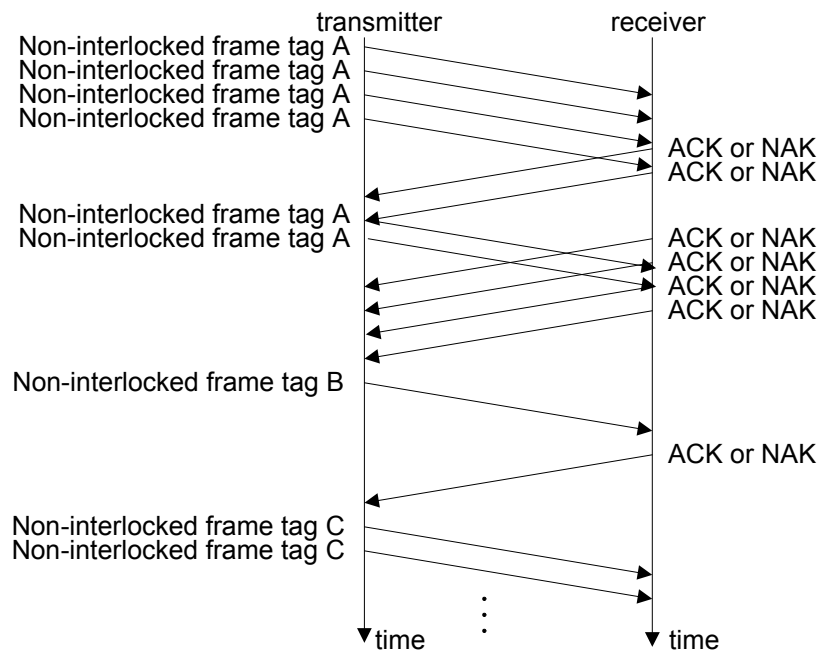 transmitter receiver
Non-interlocked frame tag A
Non-interlocked frame tag A
Non-interlocked frame tag A
Non-interlocked frame tag A
ACK or NAK
ACK or NAK
Non-interlocked frame tag A
Non-interlocked frame tag A
ACK or NAK
ACK or NAK
ACK or NAK
ACK or NAK
Non-interlocked frame tag B
ACK or NAK
Non-interlocked frame tag C
Non-interlocked frame tag C
time time